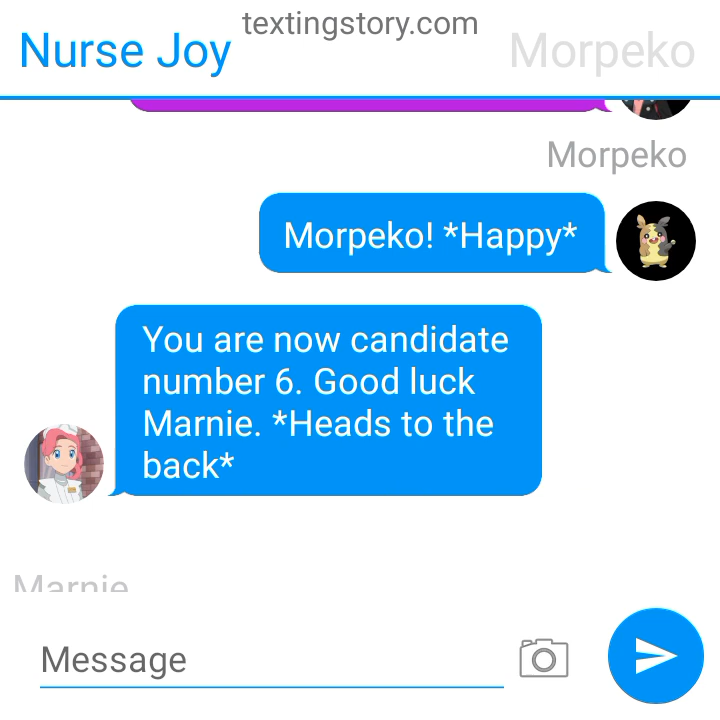 textingstory.com
Nurse Joy
Morpeko
Morpeko
Morpeko! *Happy*
You are now candidate
number 6. Good luck
Marnie. *Heads to the
back*
Marnie
Message